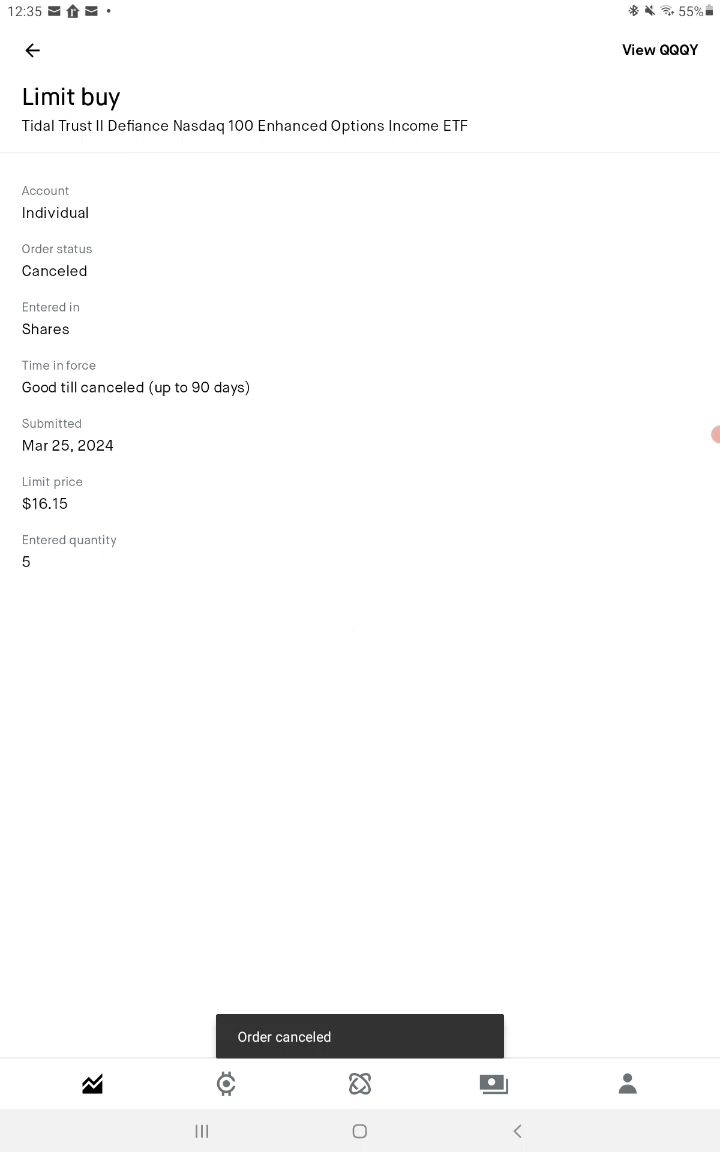 12:35
55%
View QQQY
Limit buy
Tidal Trust II Defiance Nasdaq 100 Enhanced Options Income ETF
Account
Individual
Order status
Canceled
Entered in
Shares
Time in force
Good till canceled (up to 90 days)
Submitted
Mar 25, 2024
Limit price
$16.15
Entered quantity
5
Order canceled